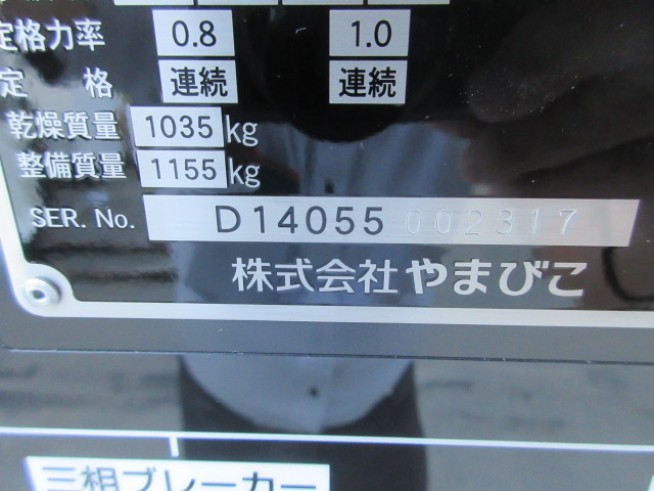 定格力率 0.8 1.0
定格 連続 連続
乾燥質量 1035 kg
整備質量 1155 kg
SER. No. D14055 002317
株式会社やまびこ
三相ブレーカー